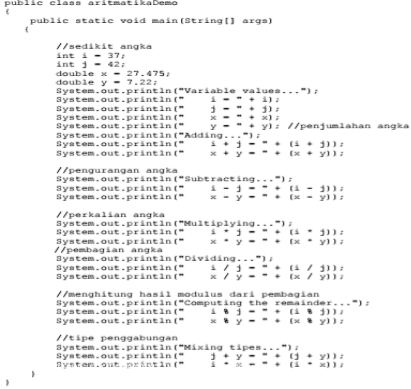 public class aritmatikaDemo
{
public static void main(String[] args)
{
//sedikit angka
int i = 37;
int j = 42;
double x = 27.475;
double y = 7.22;
System.out.println("Variable values...");
System.out.println("    i = " + i);
System.out.println("    j = " + j);
System.out.println("    x = " + x);
System.out.println("    y = " + y); //penjumlahan angka
System.out.println("Adding...");
System.out.println("    i + j = " + (i + j));
System.out.println("    x + y = " + (x + y));
//pengurangan angka
System.out.println("Subtracting...");
System.out.println("    i - j = " + (i - j));
System.out.println("    x - y = " + (x - y));
//perkalian angka
System.out.println("Multiplying...");
System.out.println("    i * j = " + (i * j));
System.out.println("    x * y = " + (x * y));
//pembagian angka
System.out.println("Dividing...");
System.out.println("    i / j = " + (i / j));
System.out.println("    x / y = " + (x / y));
//menghitung hasil modulus dari pembagian
System.out.println("Computing the remainder...");
System.out.println("    i % j = " + (i % j));
System.out.println("    x % y = " + (x % y));
//tipe penggabungan
System.out.println("Mixing tipes...");
System.out.println("    j + y = " + (j + y));
System.out.println("    i * x = " + (i * x));
}
}